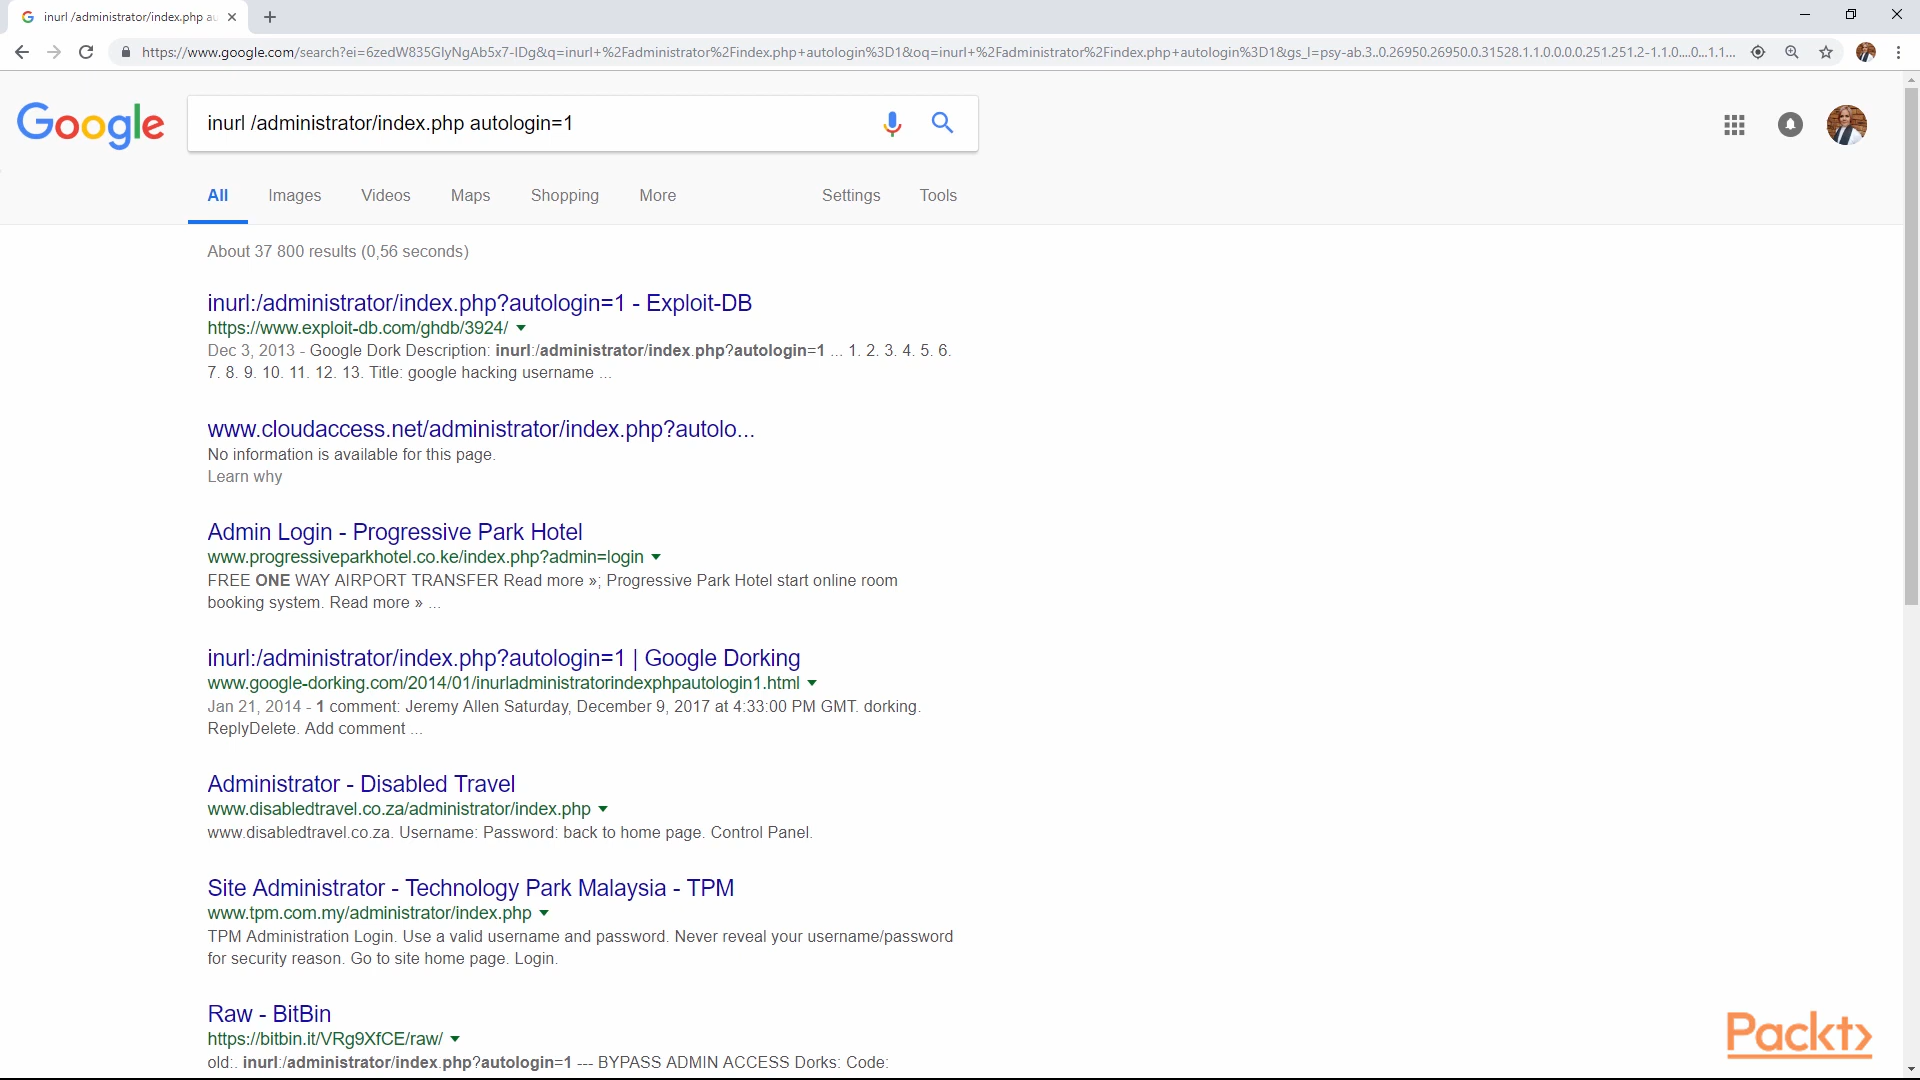 inurl /administrator/index.php au
https://www.google.com/search?ei=6zedW835GIyNgAb5x7-IDg&q=inurl+%2Fadministrator%2Findex.php+autologin%3D1&oq=inurl+%2Fadministrator%2Findex.php+autologin%3D1&gs_l=psy-ab.3..0.26950.26950.0.31528.1.1.0.0.0.0.251.251.2-1.1.0....0...1.1...
Google
inurl /administrator/index.php autologin=1
All Images Videos Maps Shopping More Settings Tools
About 37 800 results (0,56 seconds)
inurl:/administrator/index.php?autologin=1 - Exploit-DB
https://www.exploit-db.com/ghdb/3924/
Dec 3, 2013 - Google Dork Description: inurl:/administrator/index.php?autologin=1 ... 1. 2. 3. 4. 5. 6.
7. 8. 9. 10. 11. 12. 13. Title: google hacking username ...
www.cloudaccess.net/administrator/index.php?autolo...
No information is available for this page.
Learn why
Admin Login - Progressive Park Hotel
www.progressiveparkhotel.co.ke/index.php?admin=login
FREE ONE WAY AIRPORT TRANSFER Read more »; Progressive Park Hotel start online room
booking system. Read more » ...
inurl:/administrator/index.php?autologin=1 | Google Dorking
www.google-dorking.com/2014/01/inurladministratorindexphpautologin1.html
Jan 21, 2014 - 1 comment: Jeremy Allen Saturday, December 9, 2017 at 4:33:00 PM GMT. dorking.
ReplyDelete. Add comment ...
Administrator - Disabled Travel
www.disabledtravel.co.za/administrator/index.php
www.disabledtravel.co.za. Username: Password: back to home page. Control Panel.
Site Administrator - Technology Park Malaysia - TPM
www.tpm.com.my/administrator/index.php
TPM Administration Login. Use a valid username and password. Never reveal your username/password
for security reason. Go to site home page. Login.
Raw - BitBin
https://bitbin.it/VRg9XfCE/raw/
old:. inurl:/administrator/index.php?autologin=1 --- BYPASS ADMIN ACCESS Dorks: Code:
Packt>